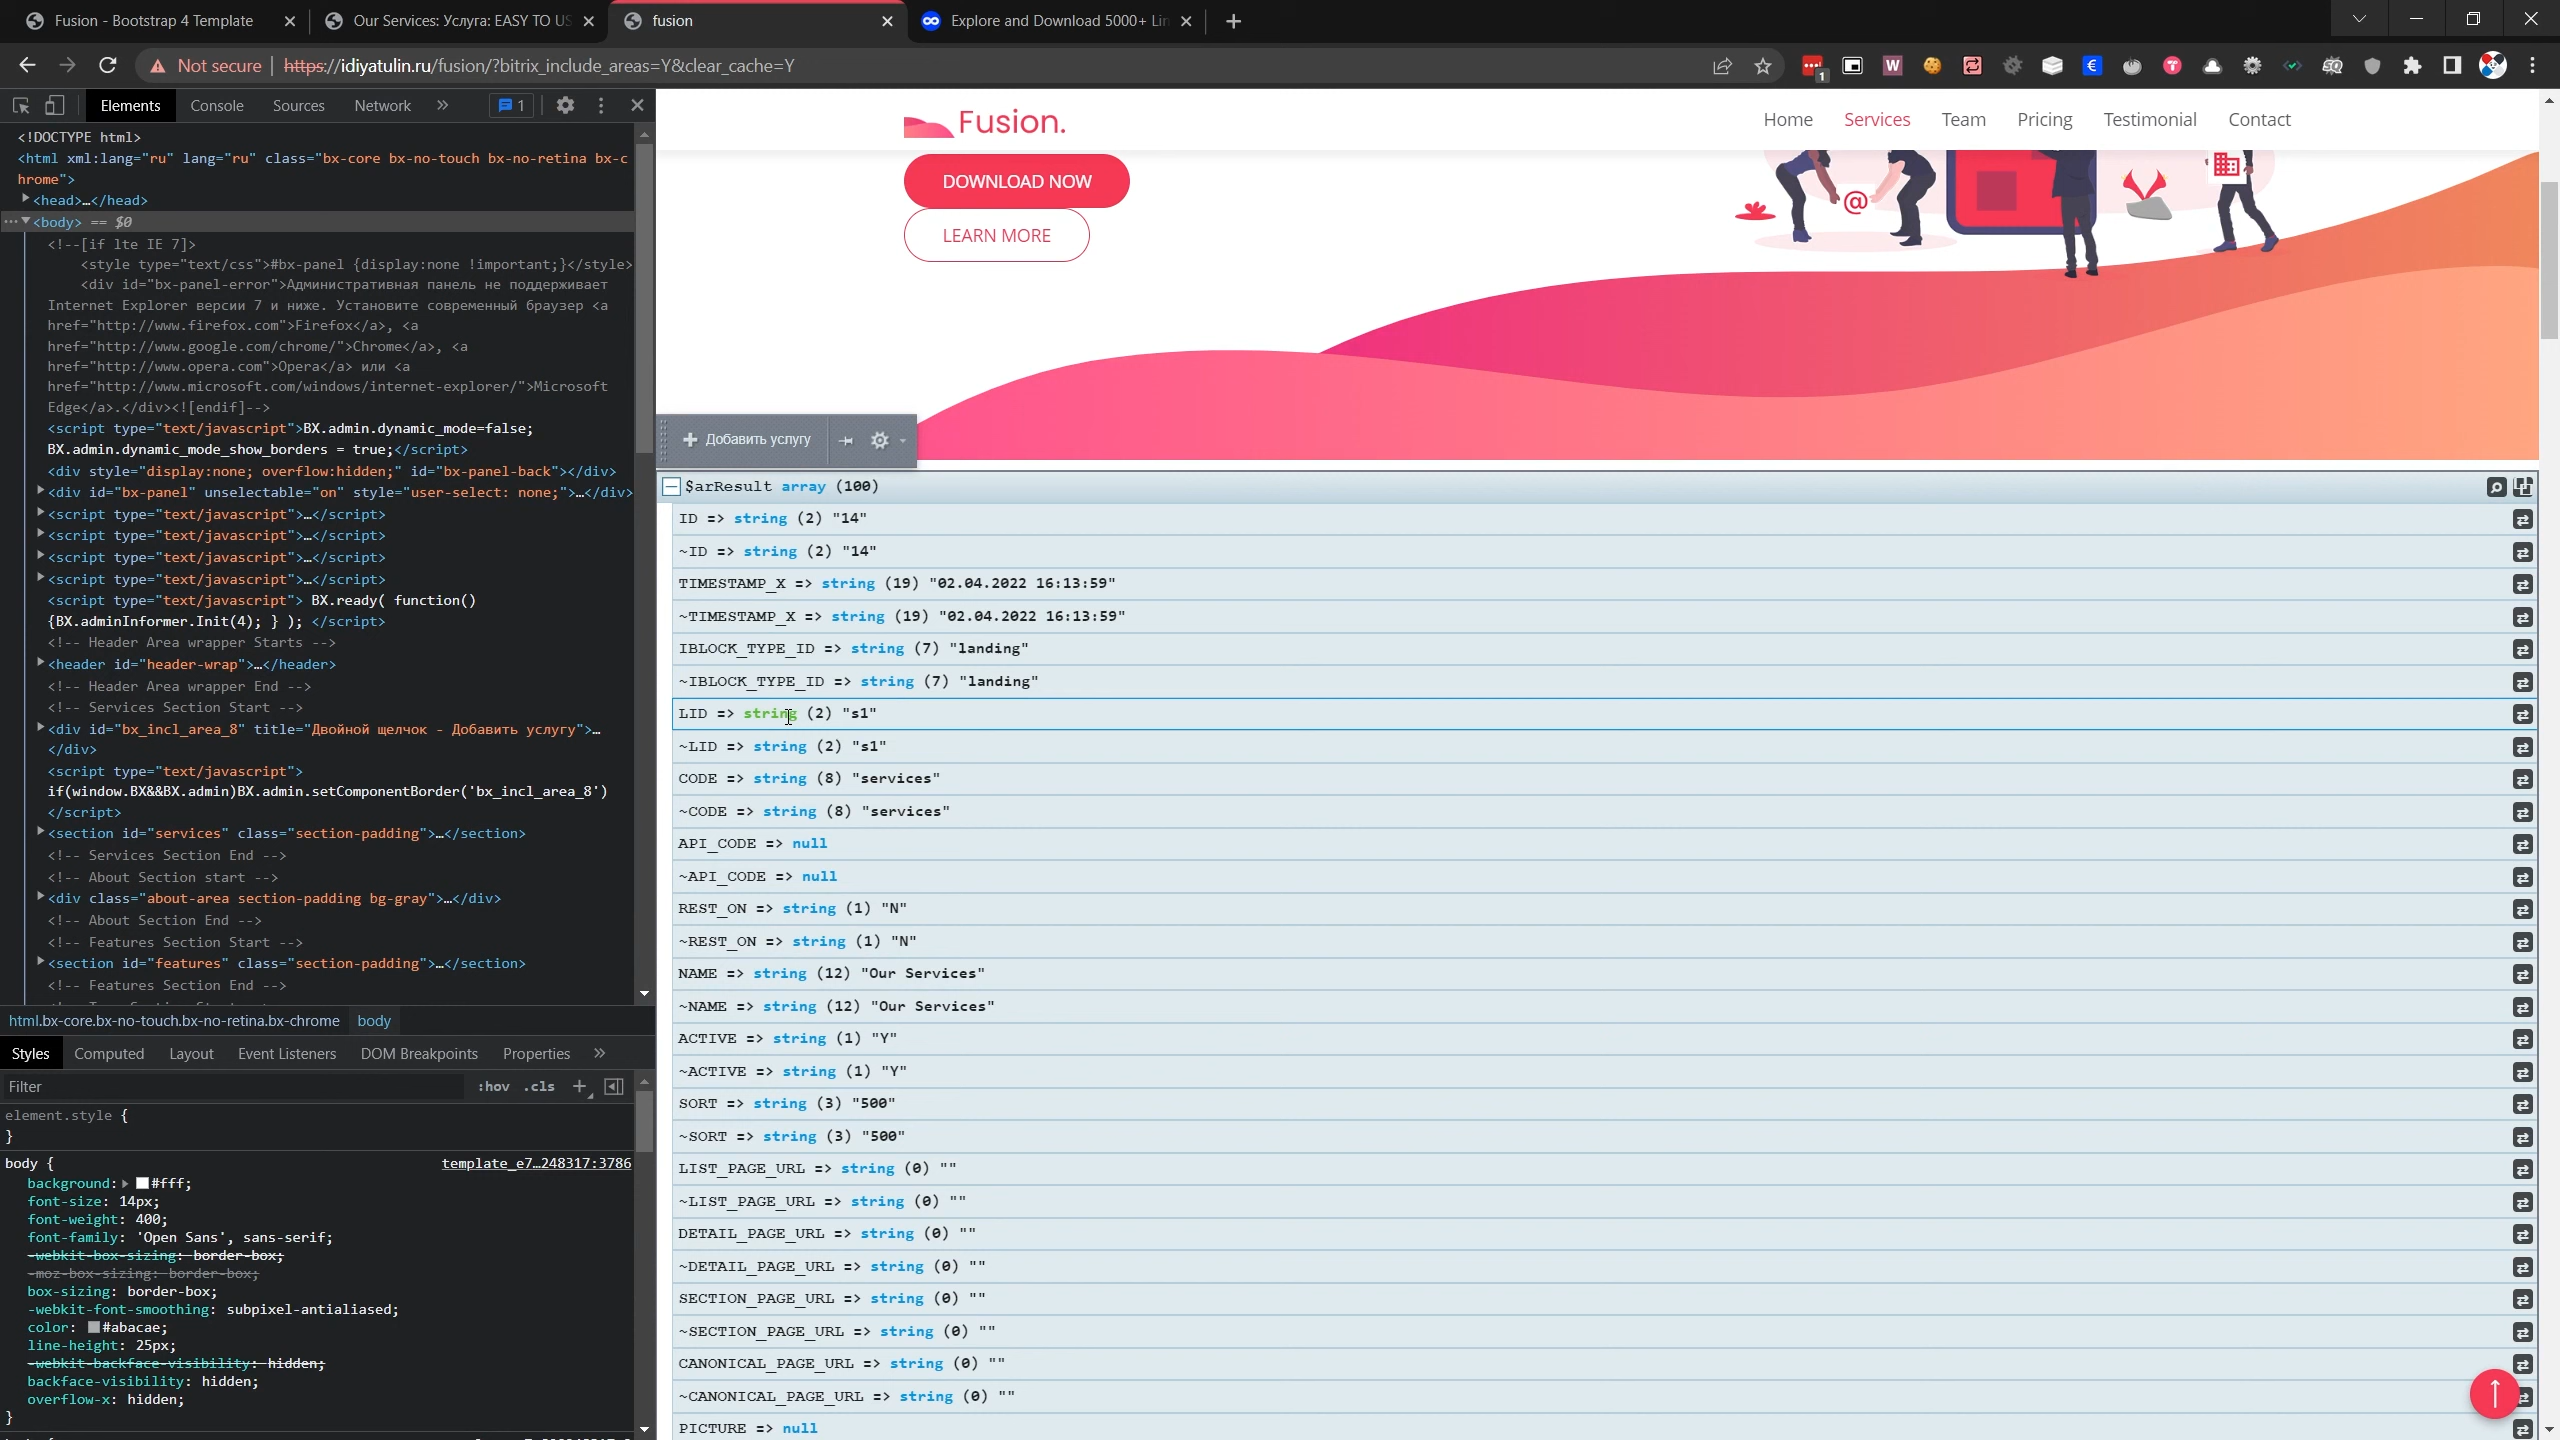 Fusion - Bootstrap 4 Template
Our Services: Услуга: EASY TO US
fusion
Explore and Download 5000+ Lin
Not secure
https://idiyatulin.ru/fusion/?bitrix_include_areas=Y&clear_cache=Y
1
Elements
Console
Sources
Network
1
<!DOCTYPE html>
<html xml:lang="ru" lang="ru" class="bx-core bx-no-touch bx-no-retina bx-c
hrome">
<head>…</head>
<body> == $0
<!--[if lte IE 7]>
<style type="text/css">#bx-panel {display:none !important;}</style>
<div id="bx-panel-error">Административная панель не поддерживает
Internet Explorer версии 7 и ниже. Установите современный браузер <a
href="http://www.firefox.com">Firefox</a>, <a
href="http://www.google.com/chrome/">Chrome</a>, <a
href="http://www.opera.com">Opera</a> или <a
href="http://www.microsoft.com/windows/internet-explorer/">Microsoft
Edge</a>.</div><![endif]-->
<script type="text/javascript">BX.admin.dynamic_mode=false;
BX.admin.dynamic_mode_show_borders = true;</script>
<div style="display:none; overflow:hidden;" id="bx-panel-back"></div>
<div id="bx-panel" unselectable="on" style="user-select: none;">…</div>
<script type="text/javascript">…</script>
<script type="text/javascript">…</script>
<script type="text/javascript">…</script>
<script type="text/javascript">…</script>
<script type="text/javascript"> BX.ready( function()
{BX.adminInformer.Init(4); } ); </script>
<!-- Header Area wrapper Starts -->
<header id="header-wrap">…</header>
<!-- Header Area wrapper End -->
<!-- Services Section Start -->
<div id="bx_incl_area_8" title="Двойной щелчок - Добавить услугу">…
</div>
<script type="text/javascript">
if(window.BX&&BX.admin)BX.admin.setComponentBorder('bx_incl_area_8')
</script>
<section id="services" class="section-padding">…</section>
<!-- Services Section End -->
<!-- About Section start -->
<div class="about-area section-padding bg-gray">…</div>
<!-- About Section End -->
<!-- Features Section Start -->
<section id="features" class="section-padding">…</section>
<!-- Features Section End -->
html.bx-core.bx-no-touch.bx-no-retina.bx-chrome
body
Styles
Computed
Layout
Event Listeners
DOM Breakpoints
Properties
Filter
:hov
.cls
element.style {
}
body {
template_e7…248317:3786
background: #fff;
font-size: 14px;
font-weight: 400;
font-family: 'Open Sans', sans-serif;
-webkit-box-sizing: border-box;
-moz-box-sizing: border-box;
box-sizing: border-box;
-webkit-font-smoothing: subpixel-antialiased;
color: #abacae;
line-height: 25px;
-webkit-backface-visibility: hidden;
backface-visibility: hidden;
overflow-x: hidden;
}
Fusion.
Home
Services
Team
Pricing
Testimonial
Contact
DOWNLOAD NOW
LEARN MORE
@
Добавить услугу
$arResult array (100)
ID => string (2) "14"
~ID => string (2) "14"
TIMESTAMP_X => string (19) "02.04.2022 16:13:59"
~TIMESTAMP_X => string (19) "02.04.2022 16:13:59"
IBLOCK_TYPE_ID => string (7) "landing"
~IBLOCK_TYPE_ID => string (7) "landing"
LID => string (2) "s1"
~LID => string (2) "s1"
CODE => string (8) "services"
~CODE => string (8) "services"
API_CODE => null
~API_CODE => null
REST_ON => string (1) "N"
~REST_ON => string (1) "N"
NAME => string (12) "Our Services"
~NAME => string (12) "Our Services"
ACTIVE => string (1) "Y"
~ACTIVE => string (1) "Y"
SORT => string (3) "500"
~SORT => string (3) "500"
LIST_PAGE_URL => string (0) ""
~LIST_PAGE_URL => string (0) ""
DETAIL_PAGE_URL => string (0) ""
~DETAIL_PAGE_URL => string (0) ""
SECTION_PAGE_URL => string (0) ""
~SECTION_PAGE_URL => string (0) ""
CANONICAL_PAGE_URL => string (0) ""
~CANONICAL_PAGE_URL => string (0) ""
PICTURE => null